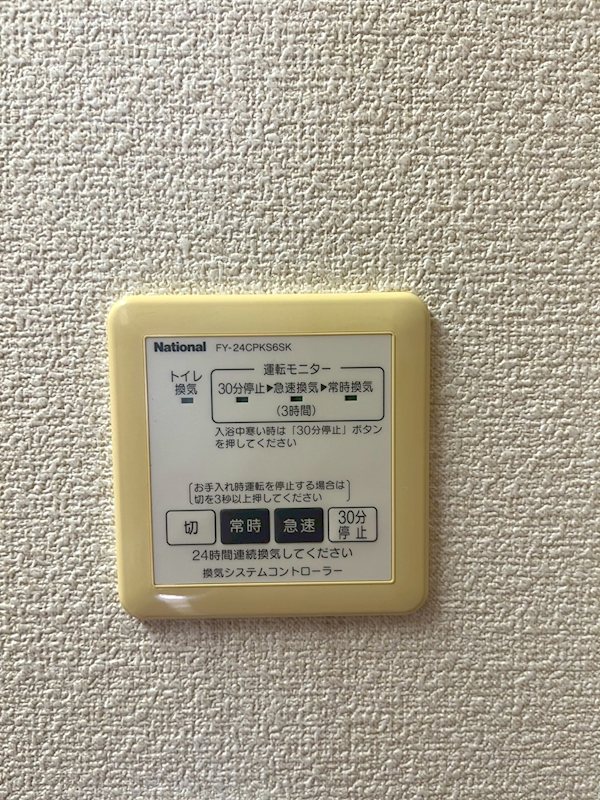 National FY-24CPKS6SK
トイレ
換気
運転モニター
30分停止▶急速換気▶常時換気
(3時間)
入浴中寒い時は「30分停止」ボタン
を押してください
お手入れ時運転を停止する場合は
切を3秒以上押してください
切 常時 急速 30分
停止
24時間連続換気してください
換気システムコントローラー